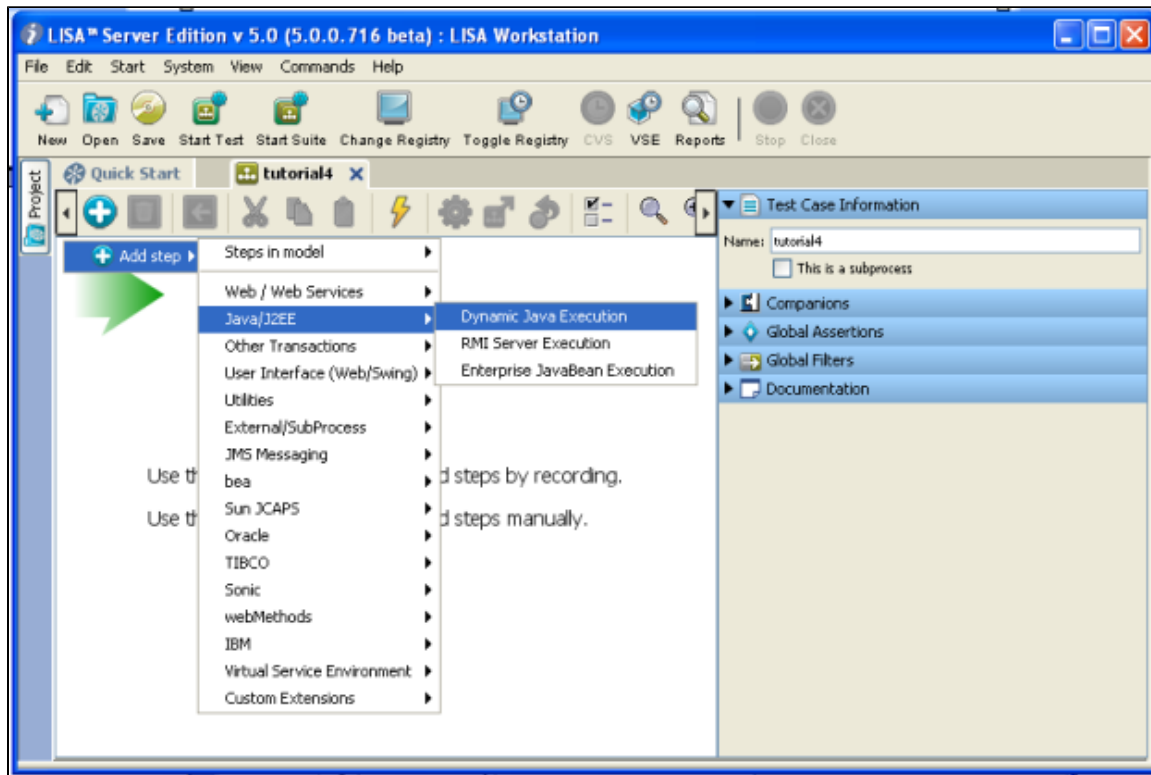 LISA™ Server Edition v 5.0 (5.0.0.716 beta) : LISA Workstation
File Edit Start System View Commands Help
New Open Save Start Test Start Suite Change Registry Toggle Registry CVS VSE Reports Stop Close
Project
Quick Start tutorial4
Add step
Steps in model
Web / Web Services
Java/J2EE
Other Transactions
User Interface (Web/Swing)
Utilities
External/SubProcess
JMS Messaging
bea
Sun JCAPS
Oracle
TIBCO
Sonic
webMethods
IBM
Virtual Service Environment
Custom Extensions
Dynamic Java Execution
RMI Server Execution
Enterprise JavaBean Execution
Use steps by recording.
Use steps manually.
Test Case Information
Name: tutorial4
This is a subprocess
Companions
Global Assertions
Global Filters
Documentation